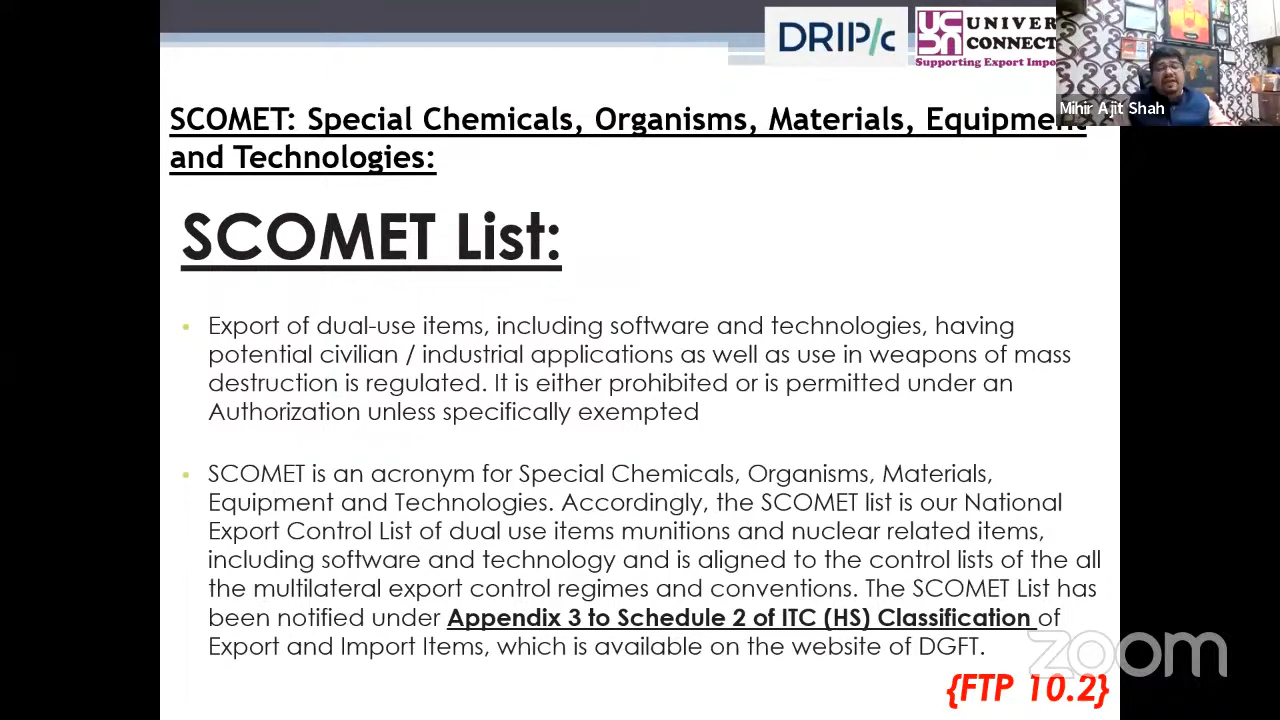 DRIP/c
UNIVER
CONNECT
Supporting Export Impo
Mihir Ajit Shah
SCOMET: Special Chemicals, Organisms, Materials, Equipment
and Technologies:
SCOMET List:
Export of dual-use items, including software and technologies, having
potential civilian / industrial applications as well as use in weapons of mass
destruction is regulated. It is either prohibited or is permitted under an
Authorization unless specifically exempted
SCOMET is an acronym for Special Chemicals, Organisms, Materials,
Equipment and Technologies. Accordingly, the SCOMET list is our National
Export Control List of dual use items munitions and nuclear related items,
including software and technology and is aligned to the control lists of the all
the multilateral export control regimes and conventions. The SCOMET List has
been notified under Appendix 3 to Schedule 2 of ITC (HS) Classification of
Export and Import Items, which is available on the website of DGFT.
zoom
{FTP 10.2}